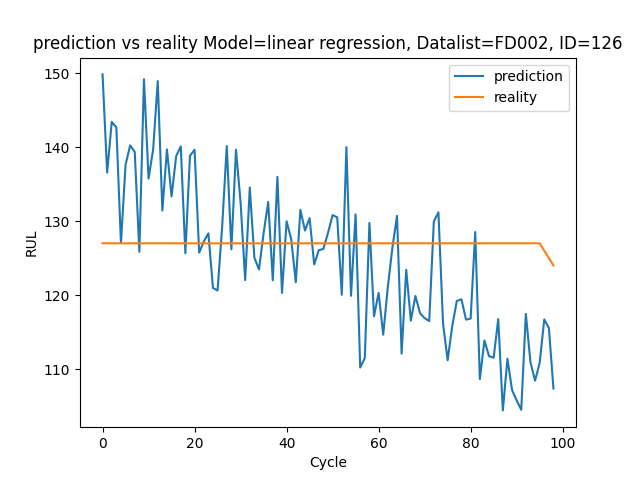 prediction vs reality Model=linear regression, Datalist=FD002, ID=126
prediction
reality
RUL
150
140
130
120
110
0 20 40 60 80 100
Cycle